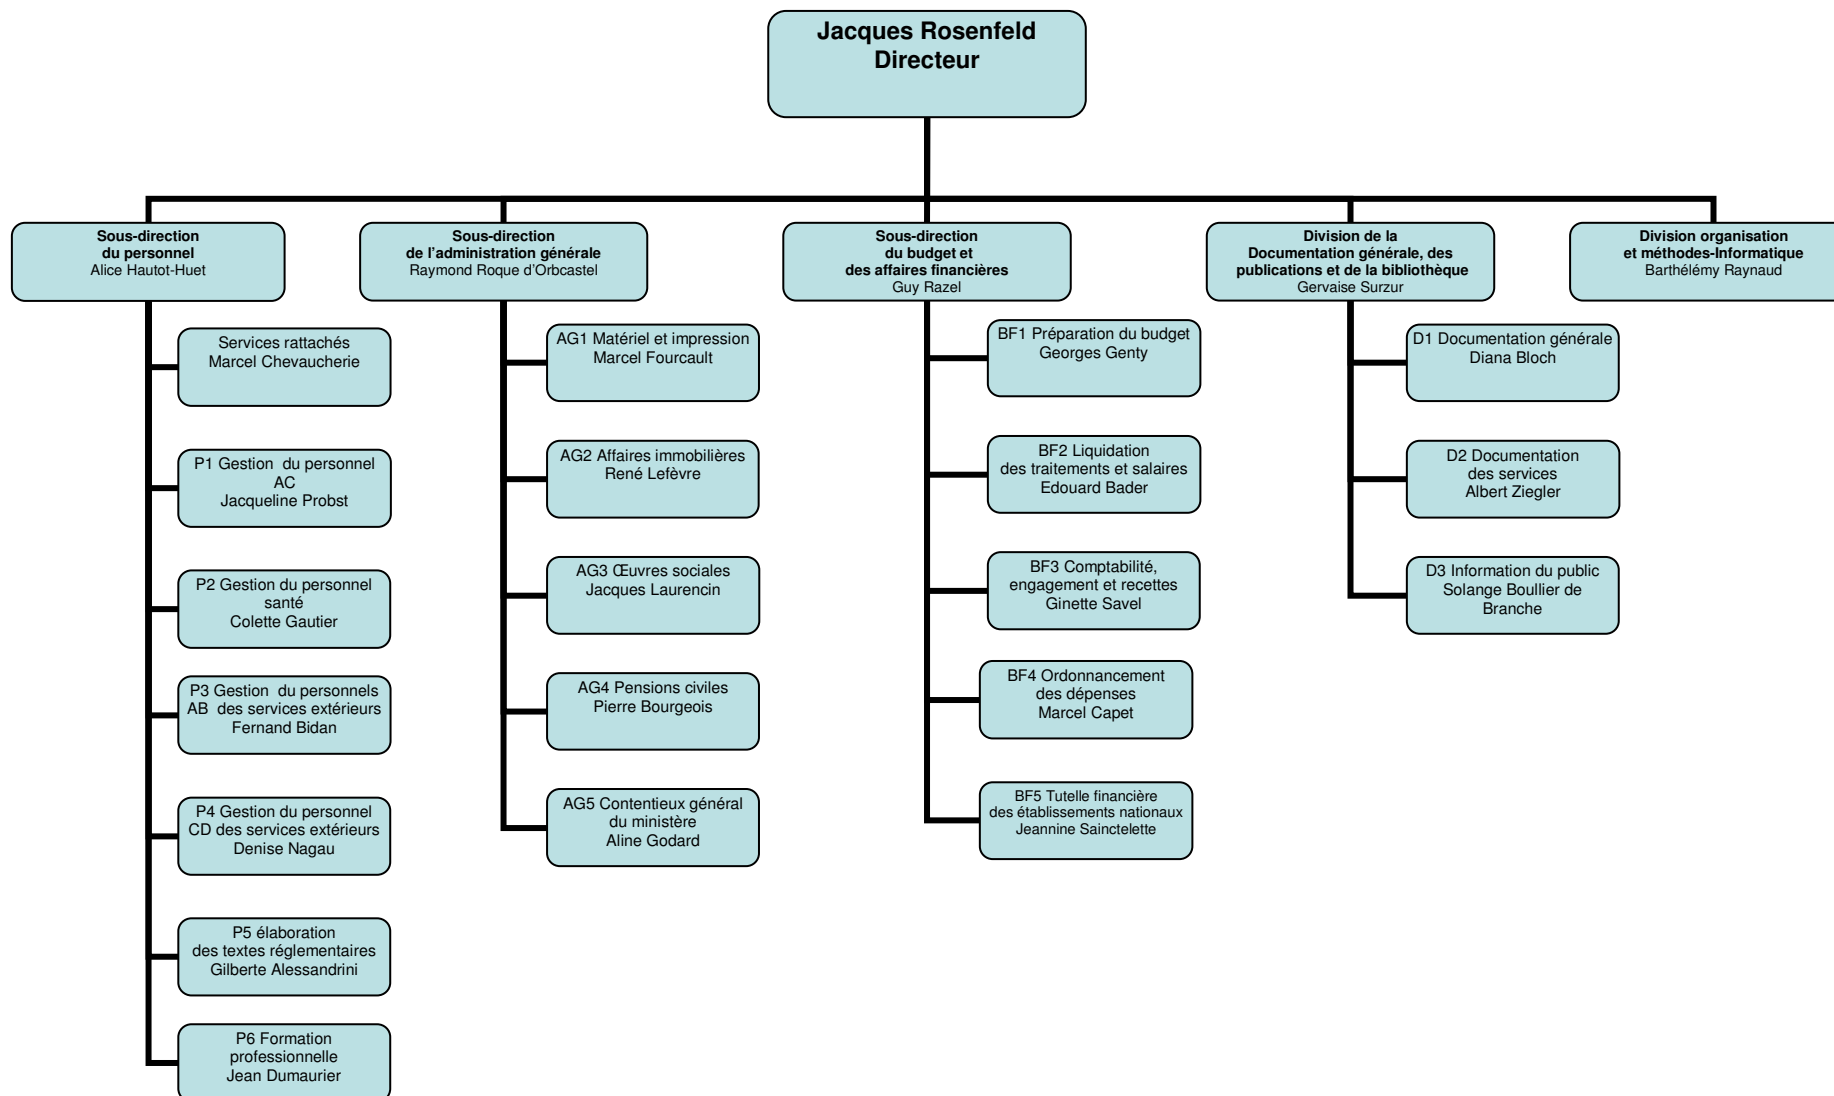 Jacques Rosenfeld
Directeur
Sous-direction
du personnel
Alice Hautot-Huet
Sous-direction
de l’administration générale
Raymond Roque d’Orbcastel
Sous-direction
du budget et
des affaires financières
Guy Razel
Division de la
Documentation générale, des
publications et de la bibliothèque
Gervaise Surzur
Division organisation
et méthodes-Informatique
Barthélémy Raynaud
Services rattachés
Marcel Chevaucherie
P1 Gestion  du personnel
AC
Jacqueline Probst
P2 Gestion du personnel
santé
Colette Gautier
P3 Gestion  du personnels
AB  des services extérieurs
Fernand Bidan
P4 Gestion du personnel
CD des services extérieurs
Denise Nagau
P5 élaboration
des textes réglementaires
Gilberte Alessandrini
P6 Formation
professionnelle
Jean Dumaurier
AG1 Matériel et impression
Marcel Fourcault
AG2 Affaires immobilières
René Lefèvre
AG3 Œuvres sociales
Jacques Laurencin
AG4 Pensions civiles
Pierre Bourgeois
AG5 Contentieux général
du ministère
Aline Godard
BF1 Préparation du budget
Georges Genty
BF2 Liquidation
des traitements et salaires
Edouard Bader
BF3 Comptabilité,
engagement et recettes
Ginette Savel
BF4 Ordonnancement
des dépenses
Marcel Capet
BF5 Tutelle financière
des établissements nationaux
Jeannine Sainctelette
D1 Documentation générale
Diana Bloch
D2 Documentation
des services
Albert Ziegler
D3 Information du public
Solange Boullier de
Branche